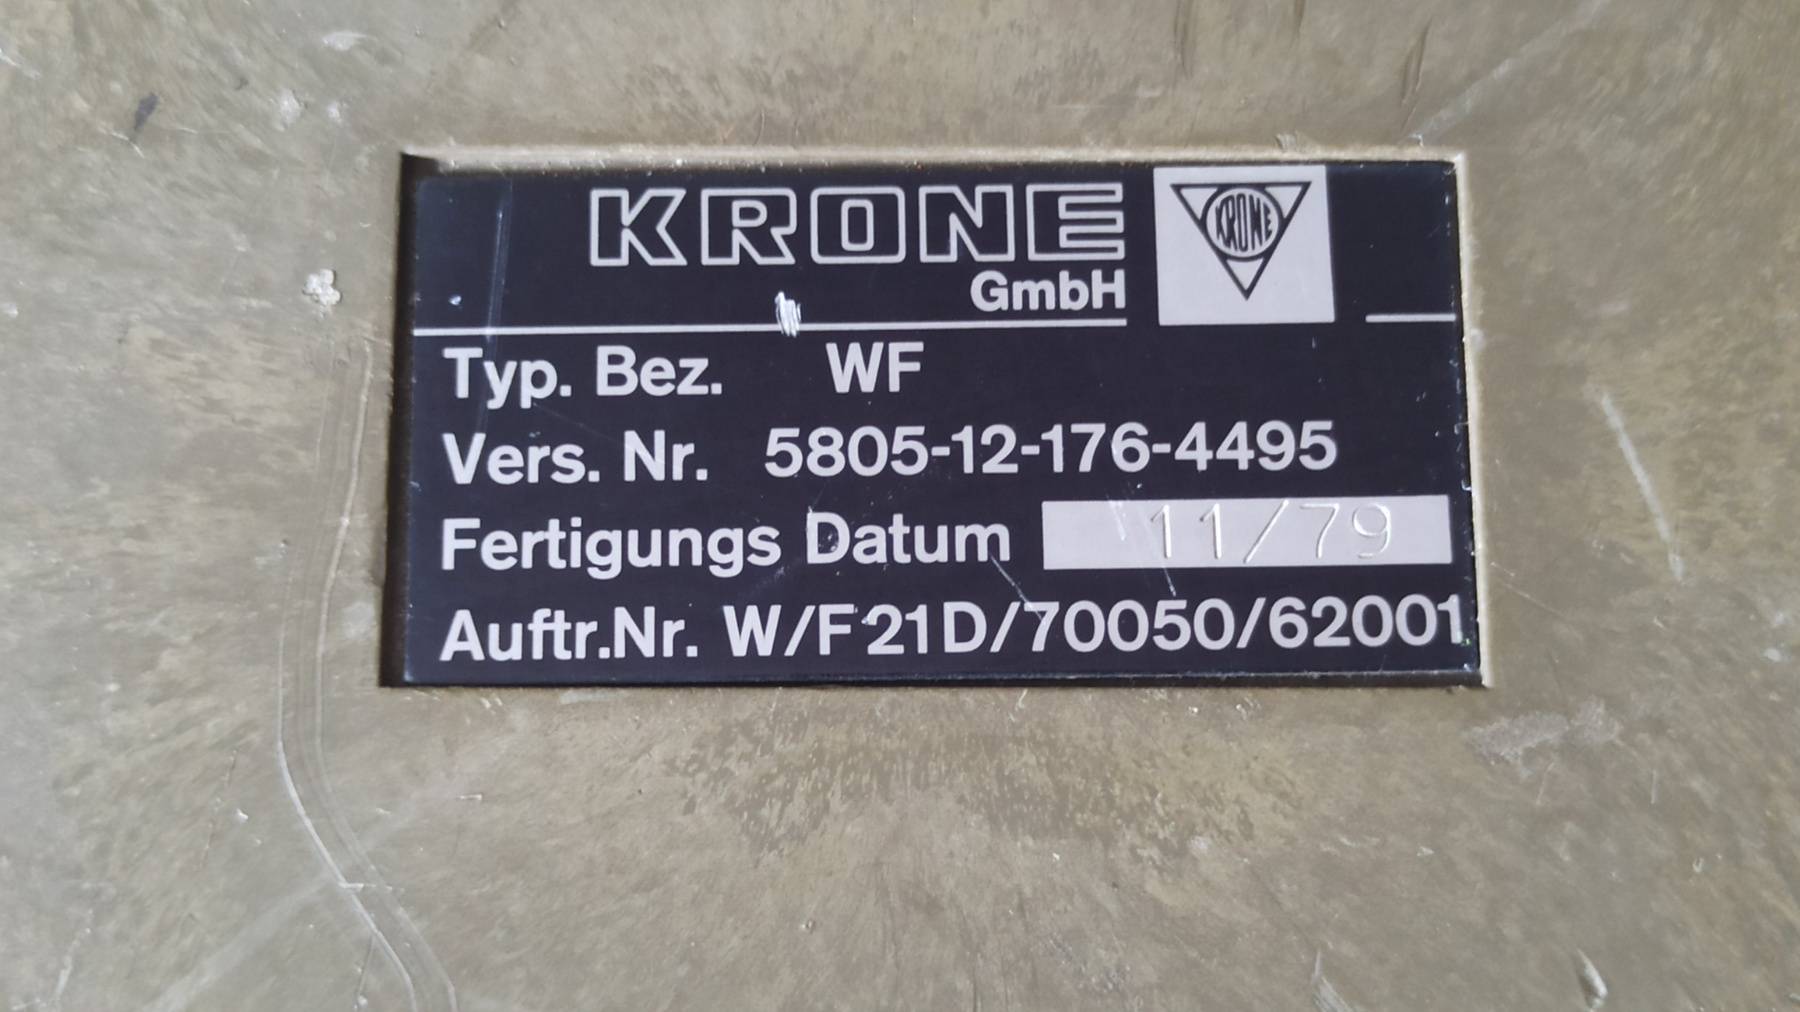 KRONE
GmbH
KRONE
Typ. Bez. WF
Vers. Nr. 5805-12-176-4495
Fertigungs Datum 11/79
Auftr.Nr. W/F21D/70050/62001